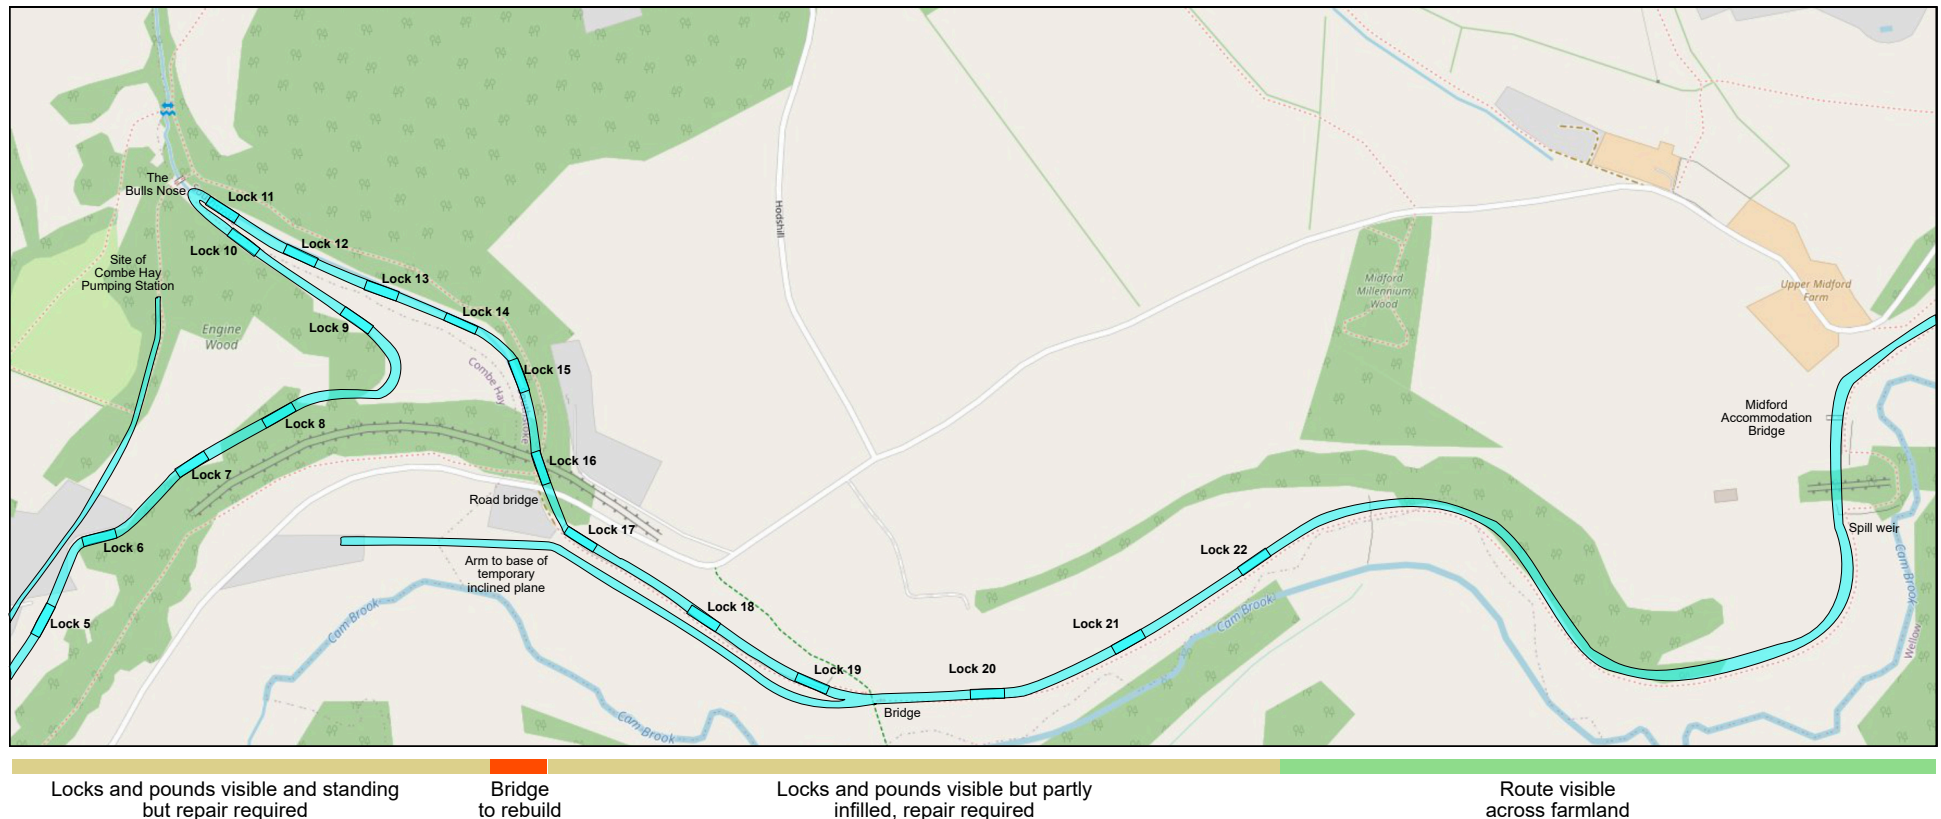 The
Bulls Nose
Lock 11
Lock 10
Lock 12
Site of
Combe Hay
Pumping Station
Lock 13
Lock 14
Lock 9
Engine
Wood
Lock 15
Combe Hay
Lock 8
Lock 7
Lock 16
Road bridge
Lock 6
Lock 17
Arm to base of
temporary
inclined plane
Lock 5
Cam Brook
Lock 18
Lock 19
Cam Brook
Hodshill
Lock 20
Bridge
Lock 21
Lock 22
Cam Brook
Midford
Millennium
Wood
Upper Midford
Farm
Midford
Accommodation
Bridge
Spill weir
Cam Brook
Wellow
Locks and pounds visible and standing
but repair required
Bridge
to rebuild
Locks and pounds visible but partly
infilled, repair required
Route visible
across farmland